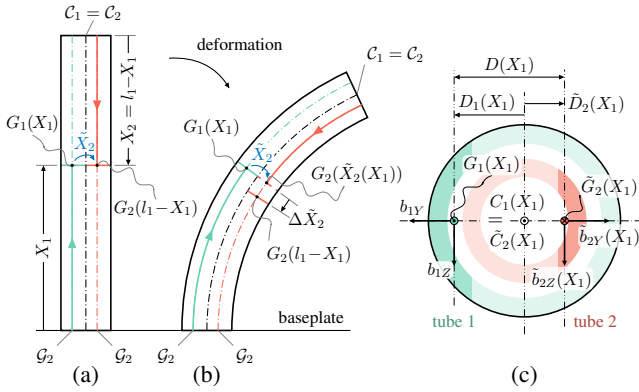 𝒞₁ = 𝒞₂
X₂ = l₁−X₁
G₁(X₁)
X̃₂
G₂(l₁−X₁)
X₁
𝒢₂
𝒢₂
(a)
deformation
𝒞₁ = 𝒞₂
G₁(X₁)
X̃₂
G₂(X̃₂(X₁))
ΔX̃₂
G₂(l₁−X₁)
baseplate
𝒢₂
𝒢₂
(b)
D(X₁)
D₁(X₁)
D̃₂(X₁)
G₁(X₁)
G̃₂(X₁)
C₁(X₁)
=
C̃₂(X₁)
b₁Y
b̃₂Y(X₁)
b₁Z
b̃₂Z(X₁)
tube 1
tube 2
(c)